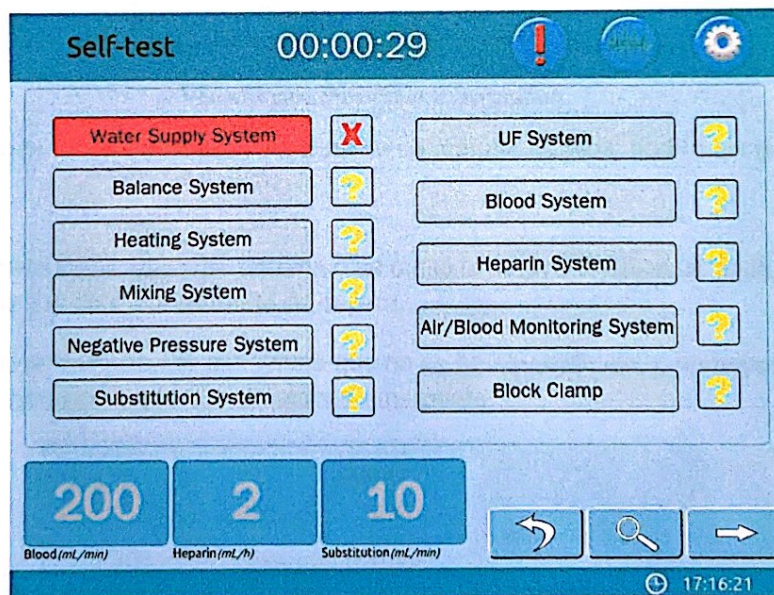 Self-test 00:00:29
Water Supply System X
Balance System ?
Heating System ?
Mixing System ?
Negative Pressure System ?
Substitution System ?
UF System ?
Blood System ?
Heparin System ?
Air/Blood Monitoring System ?
Block Clamp ?
200
Blood(mL/min)
2
Heparin(mL/h)
10
Substitution(mL/min)
17:16:21